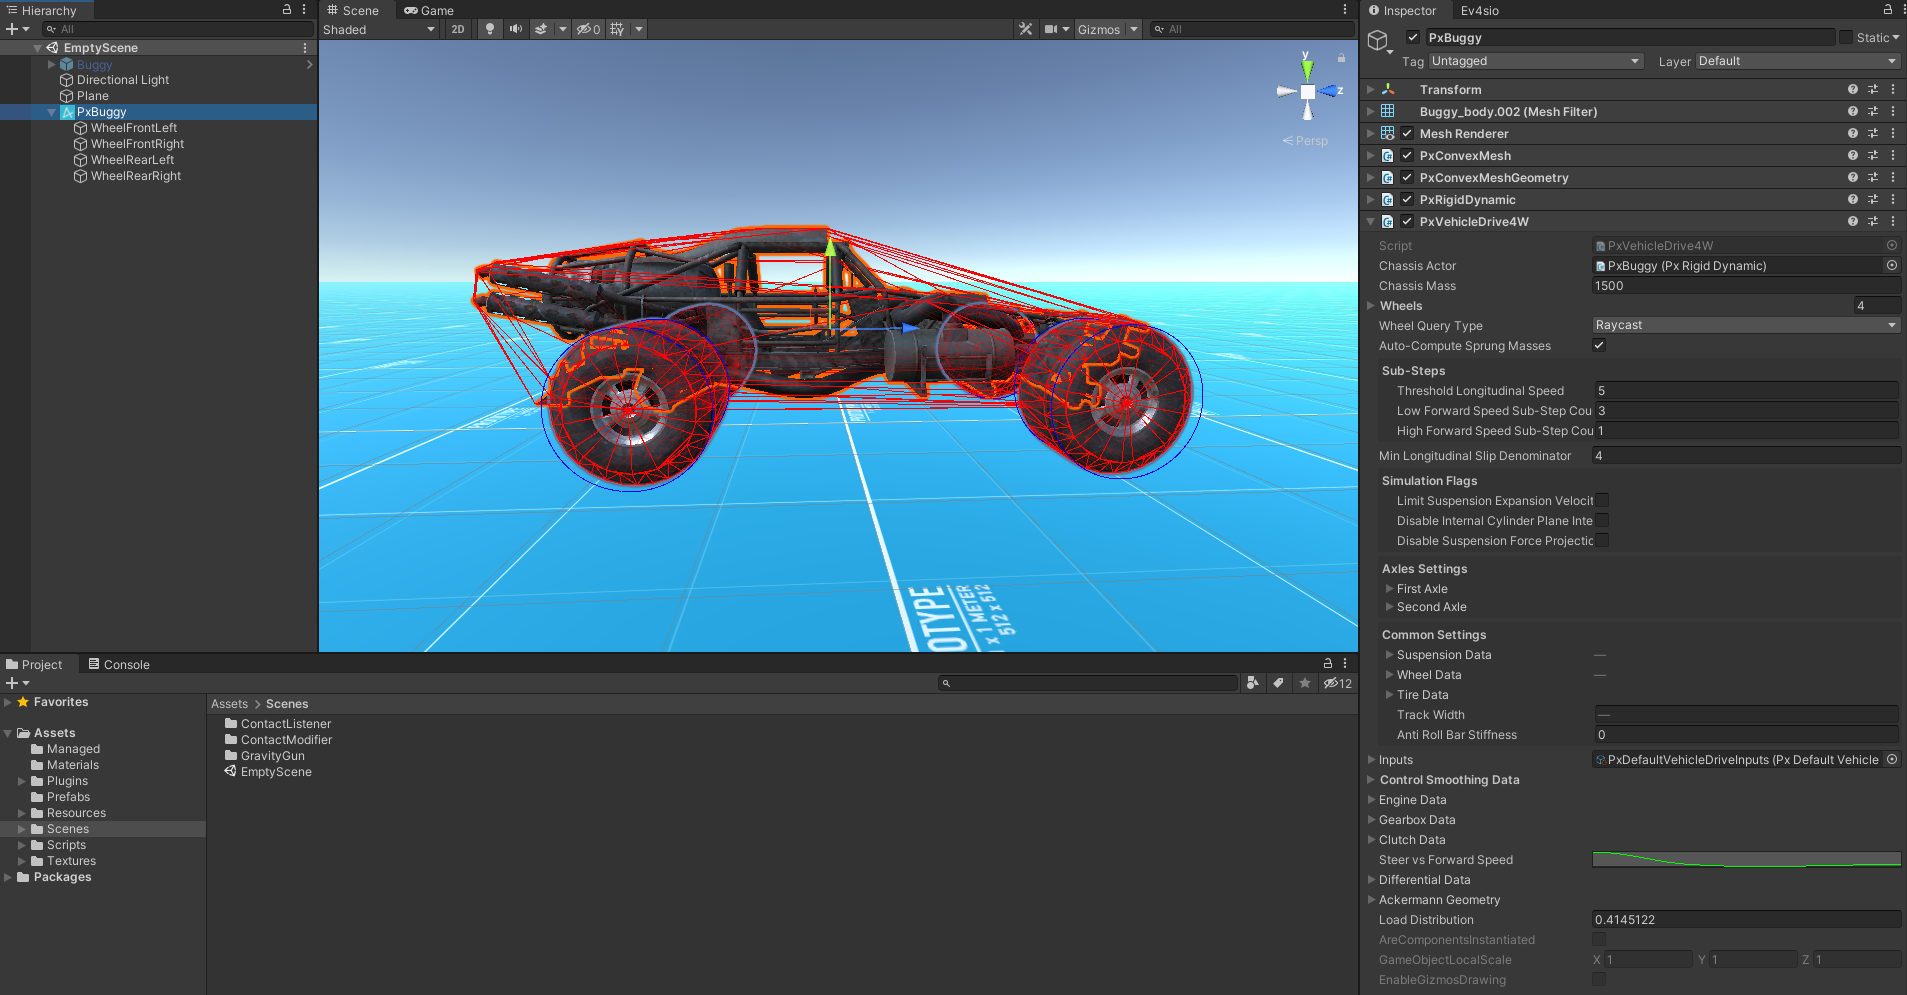 Hierarchy
All
EmptyScene
Buggy
Directional Light
Plane
PxBuggy
WheelFrontLeft
WheelFrontRight
WheelRearLeft
WheelRearRight
Scene
Game
Shaded
2D
0
Gizmos
All
y
z
Persp
OTYPE
x 1 METER
512 x 512
Project
Console
12
Favorites
Assets
Managed
Materials
Plugins
Prefabs
Resources
Scenes
Scripts
Textures
Packages
Assets > Scenes
ContactListener
ContactModifier
GravityGun
EmptyScene
Inspector
Ev4sio
PxBuggy
Static
Tag Untagged
Layer Default
Transform
Buggy_body.002 (Mesh Filter)
Mesh Renderer
PxConvexMesh
PxConvexMeshGeometry
PxRigidDynamic
PxVehicleDrive4W
Script PxVehicleDrive4W
Chassis Actor PxBuggy (Px Rigid Dynamic)
Chassis Mass 1500
Wheels 4
Wheel Query Type Raycast
Auto-Compute Sprung Masses
Sub-Steps
Threshold Longitudinal Speed 5
Low Forward Speed Sub-Step Cou 3
High Forward Speed Sub-Step Cou 1
Min Longitudinal Slip Denominator 4
Simulation Flags
Limit Suspension Expansion Velocit
Disable Internal Cylinder Plane Inte
Disable Suspension Force Projectic
Axles Settings
First Axle
Second Axle
Common Settings
Suspension Data —
Wheel Data —
Tire Data
Track Width —
Anti Roll Bar Stiffness 0
Inputs PxDefaultVehicleDriveInputs (Px Default Vehicle
Control Smoothing Data
Engine Data
Gearbox Data
Clutch Data
Steer vs Forward Speed
Differential Data
Ackermann Geometry
Load Distribution 0.4145122
AreComponentsInstantiated
GameObjectLocalScale X 1 Y 1 Z 1
EnableGizmosDrawing